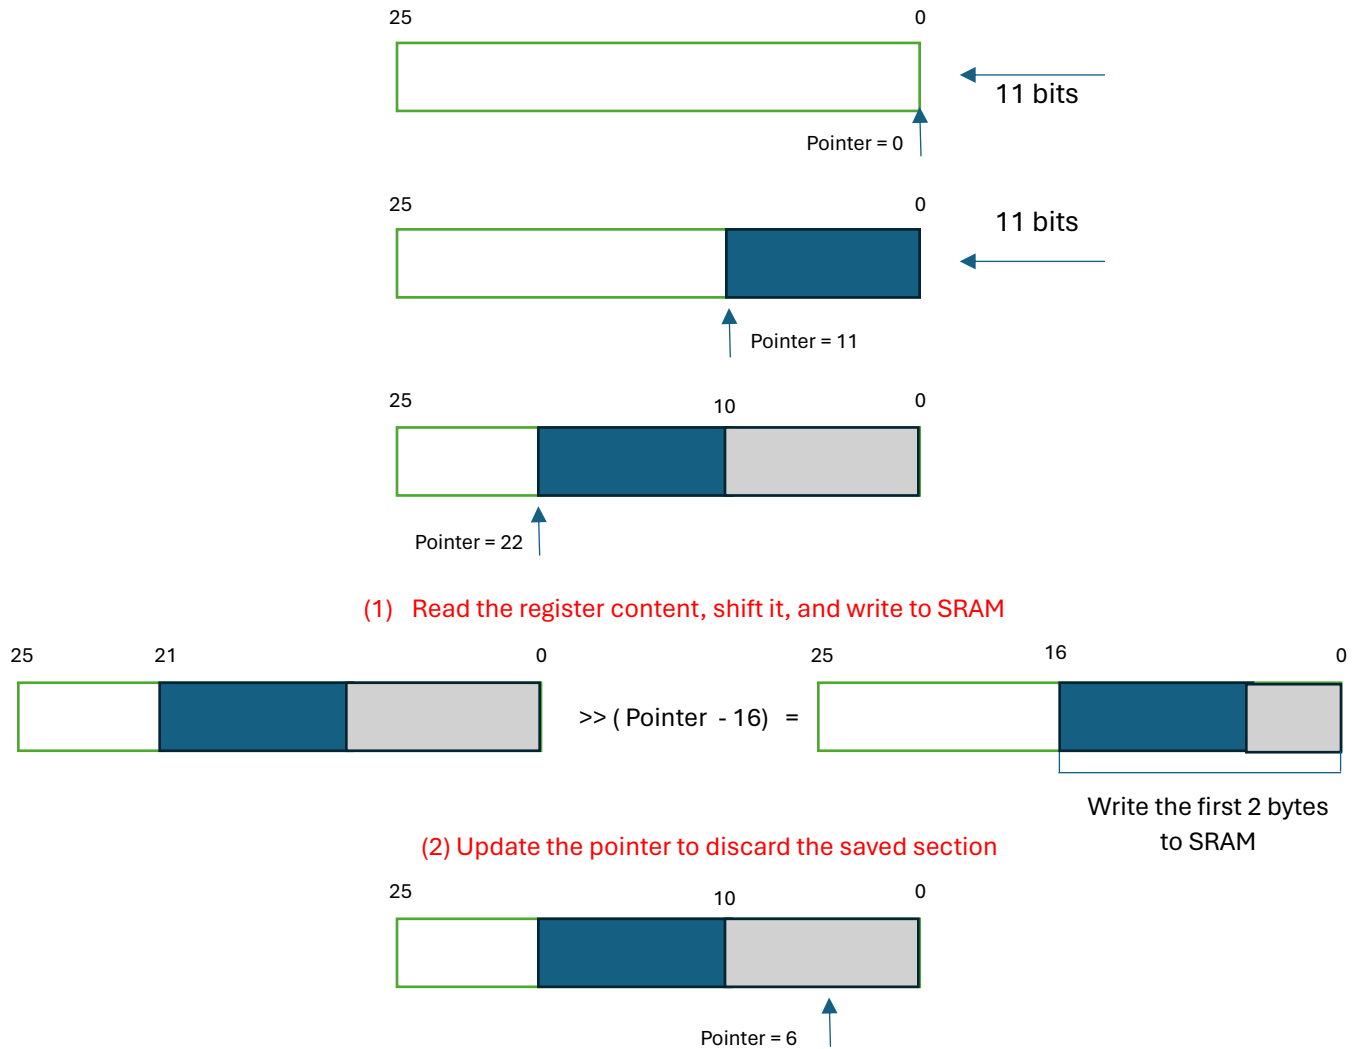 25 0
11 bits
Pointer = 0
25 0
11 bits
Pointer = 11
25 10 0
Pointer = 22
(1) Read the register content, shift it, and write to SRAM
25 21 0 25 16 0
>> ( Pointer - 16) =
Write the first 2 bytes
to SRAM
(2) Update the pointer to discard the saved section
25 10 0
Pointer = 6